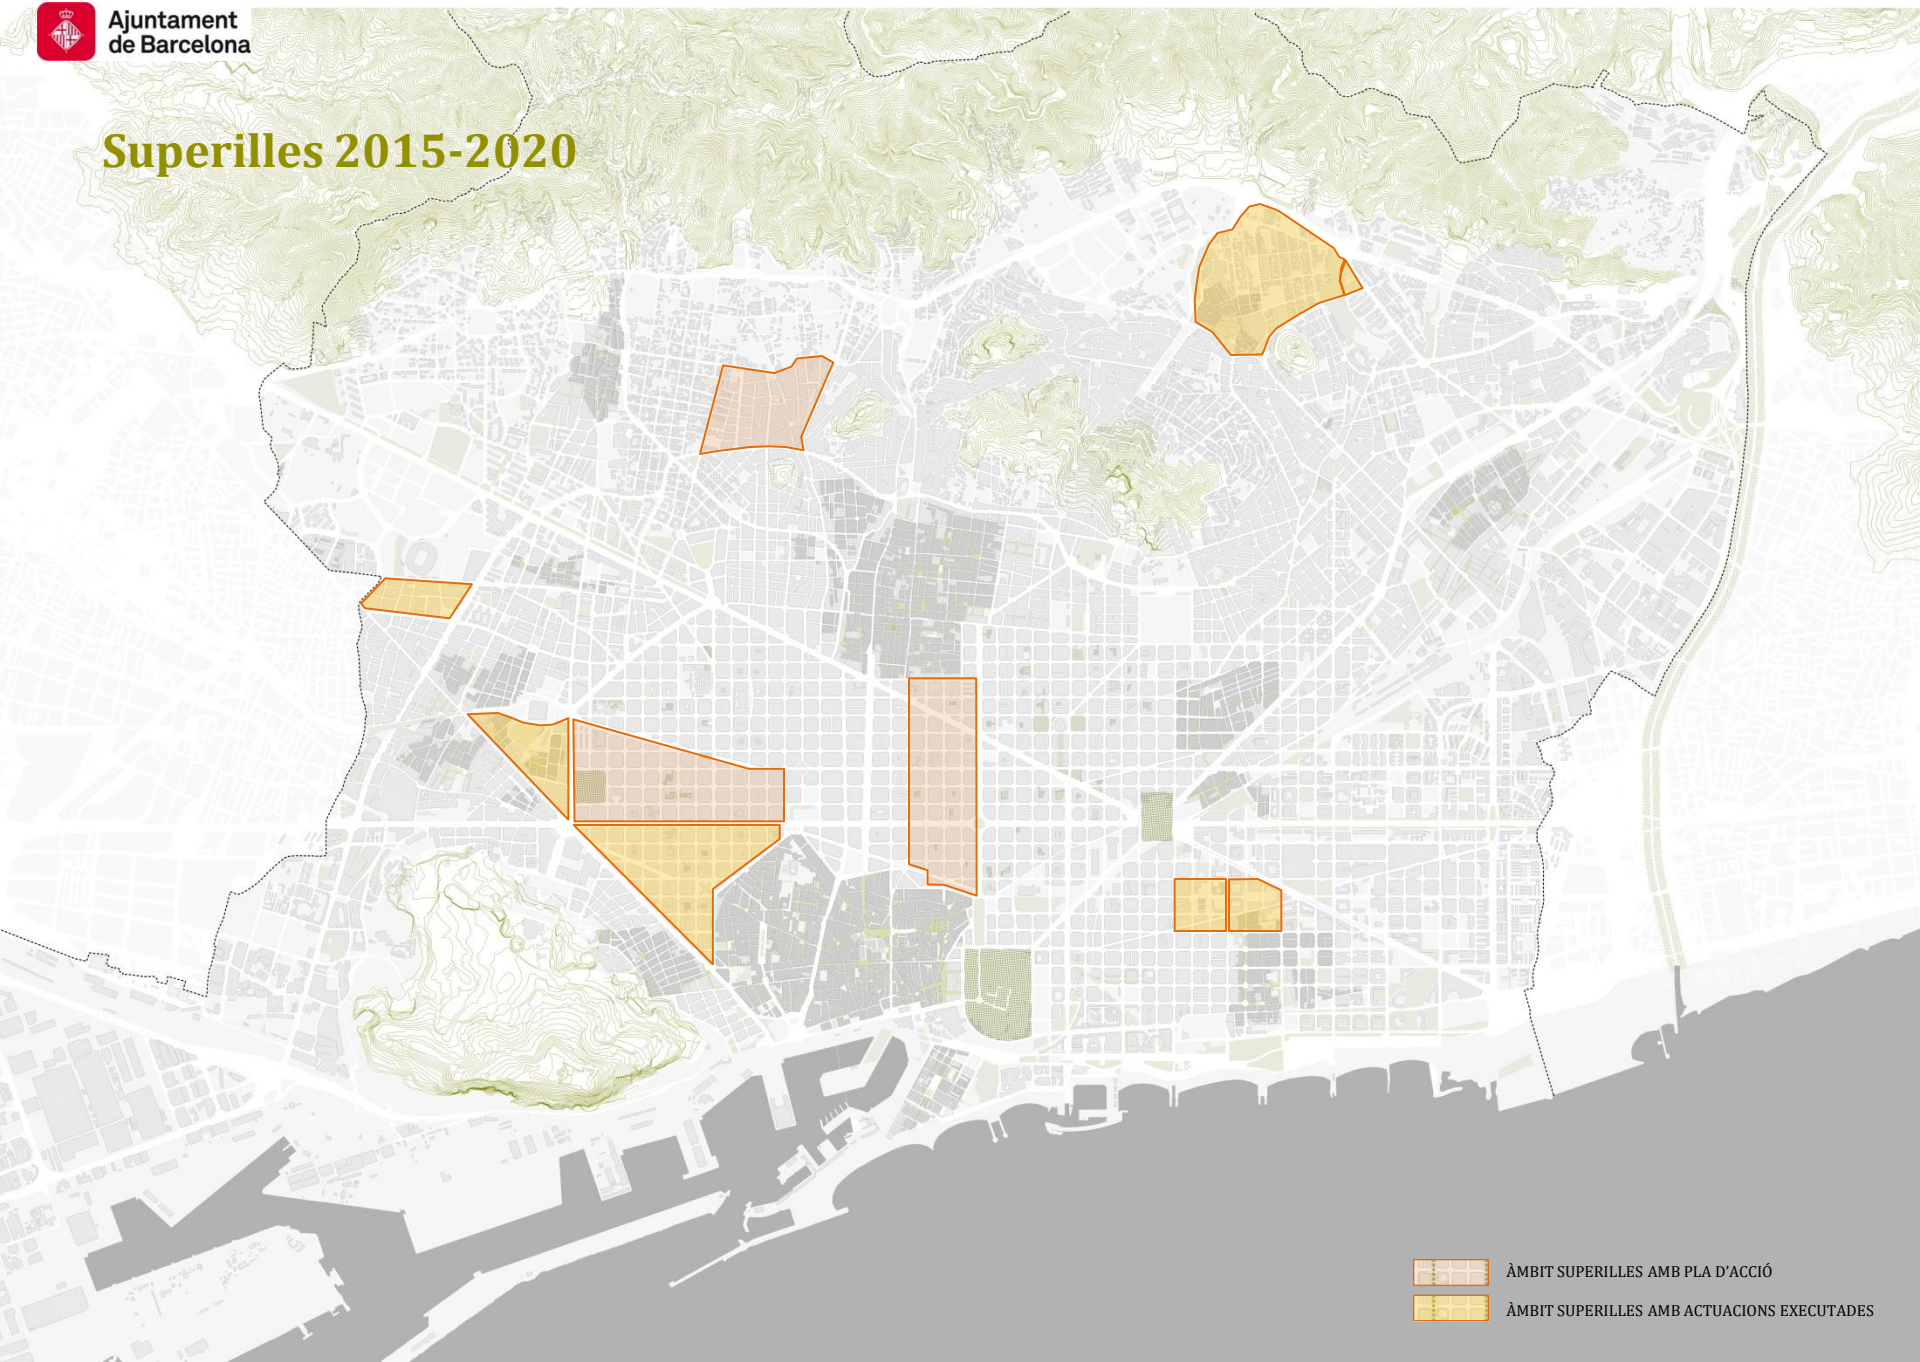 Ajuntament
de Barcelona
Superilles 2015-2020
ÀMBIT SUPERILLES AMB PLA D’ACCIÓ
ÀMBIT SUPERILLES AMB ACTUACIONS EXECUTADES